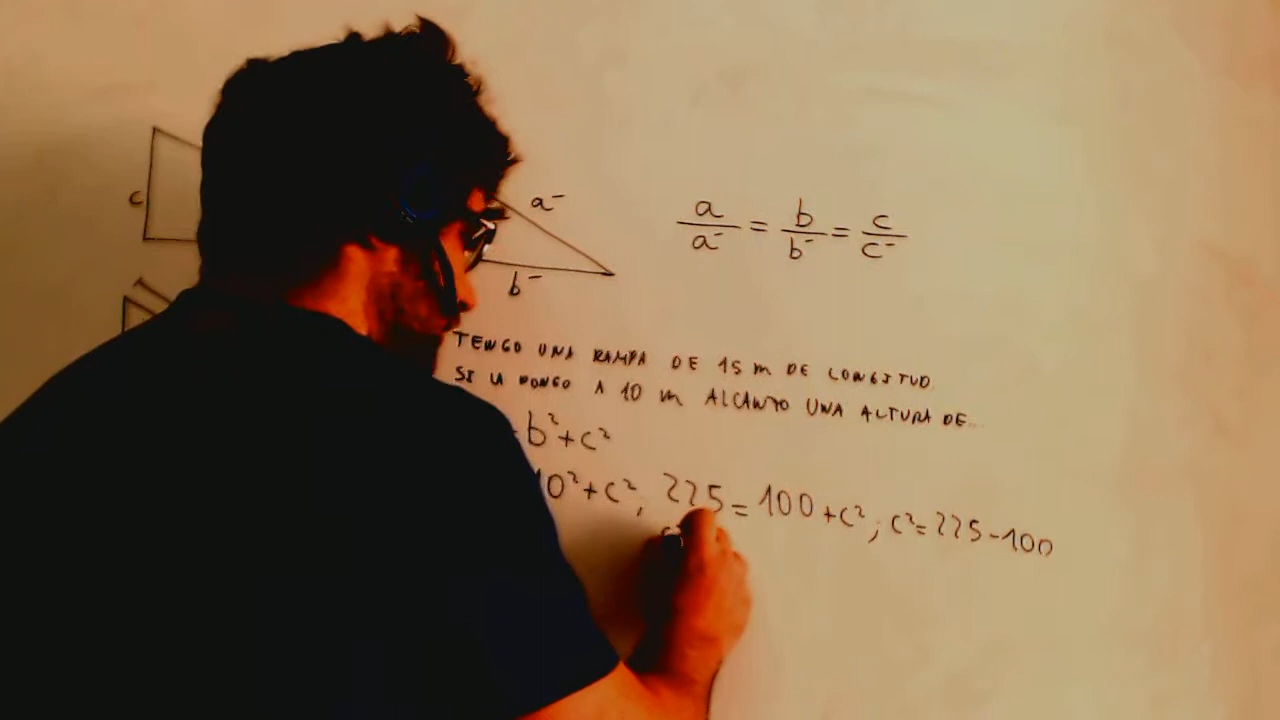 c
a⁻
b⁻
a/a⁻ = b/b⁻ = c/c⁻
TENGO UNA RAMPA DE 15 m DE LONGITUD
SI LA PONGO A 10 m ALCANZO UNA ALTURA DE...
b²+c²
10²+c²; 225=100+c²; c²=225-100